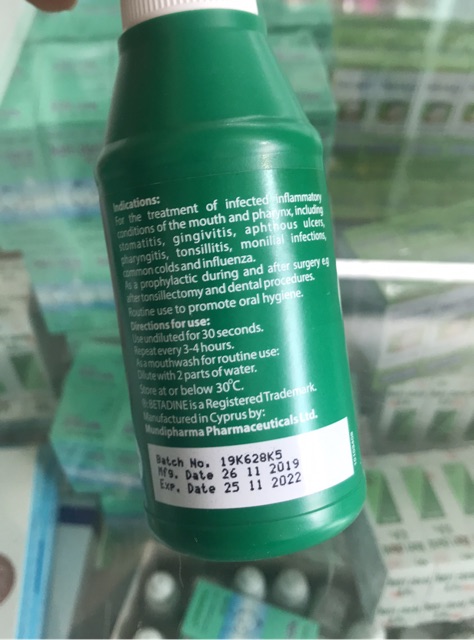 Indications:
For the treatment of infected inflammatory
conditions of the mouth and pharynx, including
stomatitis, gingivitis, aphthous ulcers,
pharyngitis, tonsillitis, monilial infections,
common colds and influenza.
As a prophylactic during and after surgery e.g
after tonsillectomy and dental procedures.
Routine use to promote oral hygiene.
Directions for use:
Use undiluted for 30 seconds.
Repeat every 3-4 hours.
As a mouthwash for routine use:
Dilute with 2 parts of water.
Store at or below 30°C.
BETADINE is a Registered Trademark.
Manufactured in Cyprus by:
Mundipharma Pharmaceuticals Ltd.
Batch No. 19K628K5
Mfg. Date 26 11 2019
Exp. Date 25 11 2022